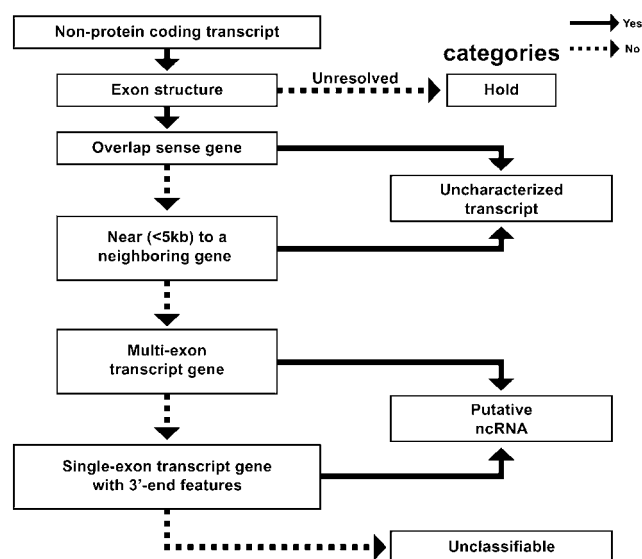 Non-protein coding transcript
Yes
No
categories
Exon structure
Unresolved
Hold
Overlap sense gene
Uncharacterized
transcript
Near (<5kb) to a
neighboring gene
Multi-exon
transcript gene
Putative
ncRNA
Single-exon transcript gene
with 3’-end features
Unclassifiable